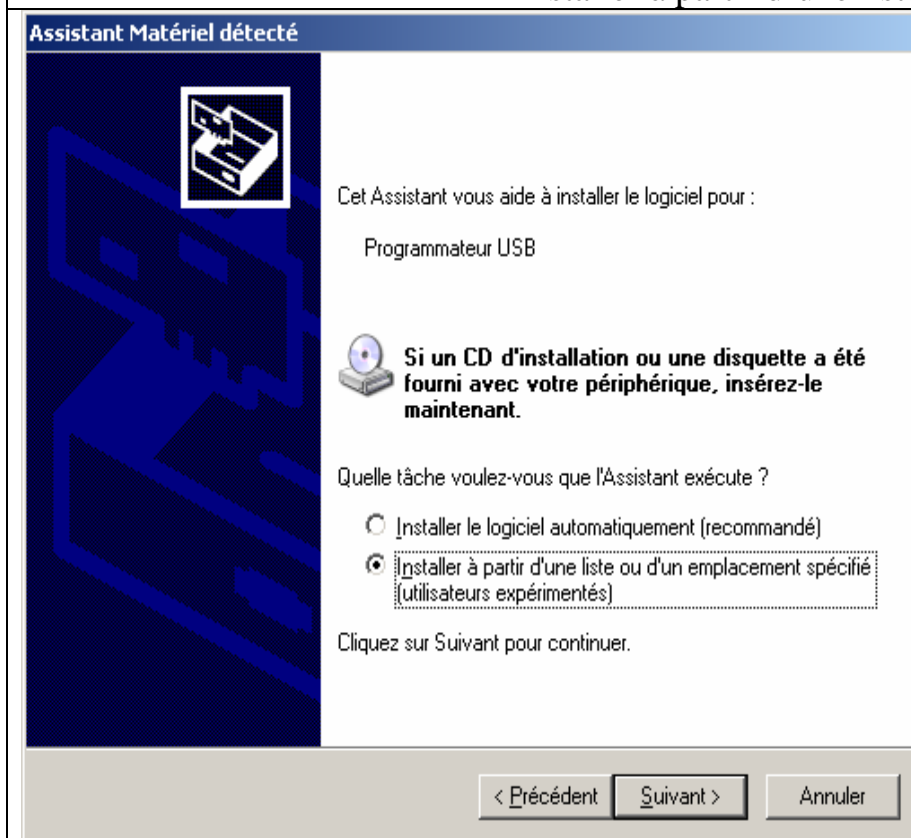 Assistant Matériel détecté
Cet Assistant vous aide à installer le logiciel pour :
Programmateur USB
Si un CD d'installation ou une disquette a été
fourni avec votre périphérique, insérez-le
maintenant.
Quelle tâche voulez-vous que l'Assistant exécute ?
Installer le logiciel automatiquement (recommandé)
Installer à partir d'une liste ou d'un emplacement spécifié
(utilisateurs expérimentés)
Cliquez sur Suivant pour continuer.
< Précédent Suivant > Annuler